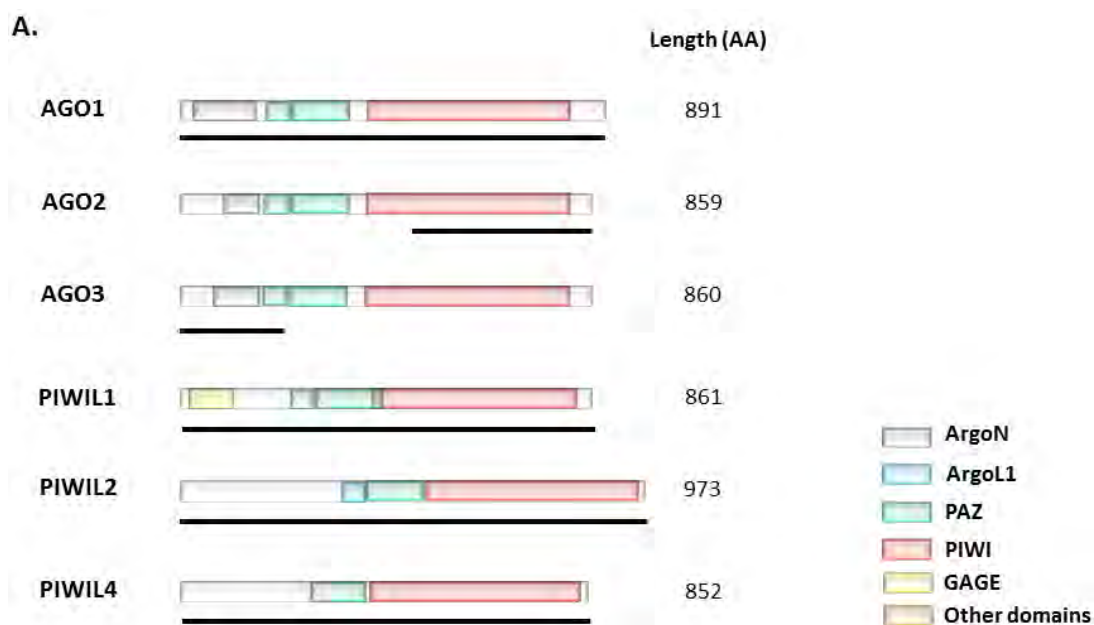 A.
Length (AA)
AGO1 891
AGO2 859
AGO3 860
PIWIL1 861
PIWIL2 973
PIWIL4 852
ArgoN
ArgoL1
PAZ
PIWI
GAGE
Other domains